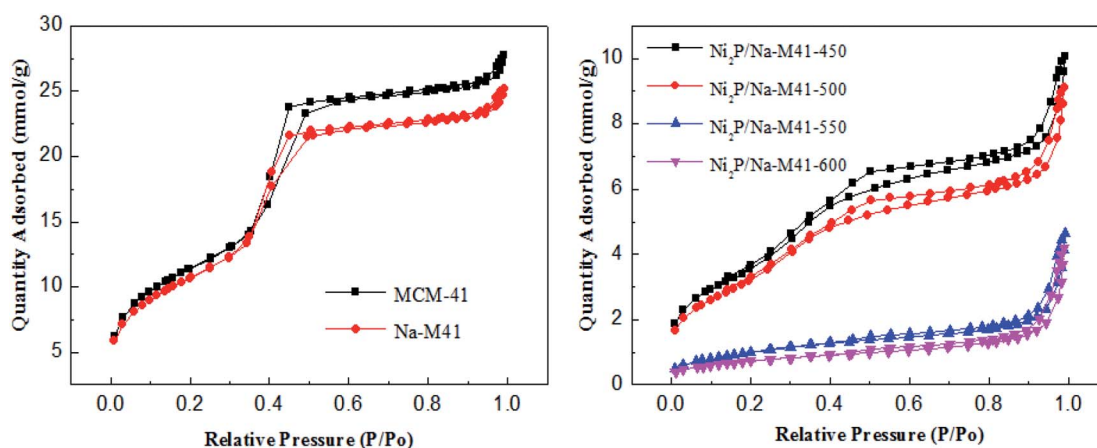 30
25
20
15
10
5
Quantity Adsorbed (mmol/g)
MCM-41
Na-M41
0.0 0.2 0.4 0.6 0.8 1.0
Relative Pressure (P/Po)
10
8
6
4
2
0
Quantity Adsorbed (mmol/g)
Ni₂P/Na-M41-450
Ni₂P/Na-M41-500
Ni₂P/Na-M41-550
Ni₂P/Na-M41-600
0.0 0.2 0.4 0.6 0.8 1.0
Relative Pressure (P/Po)